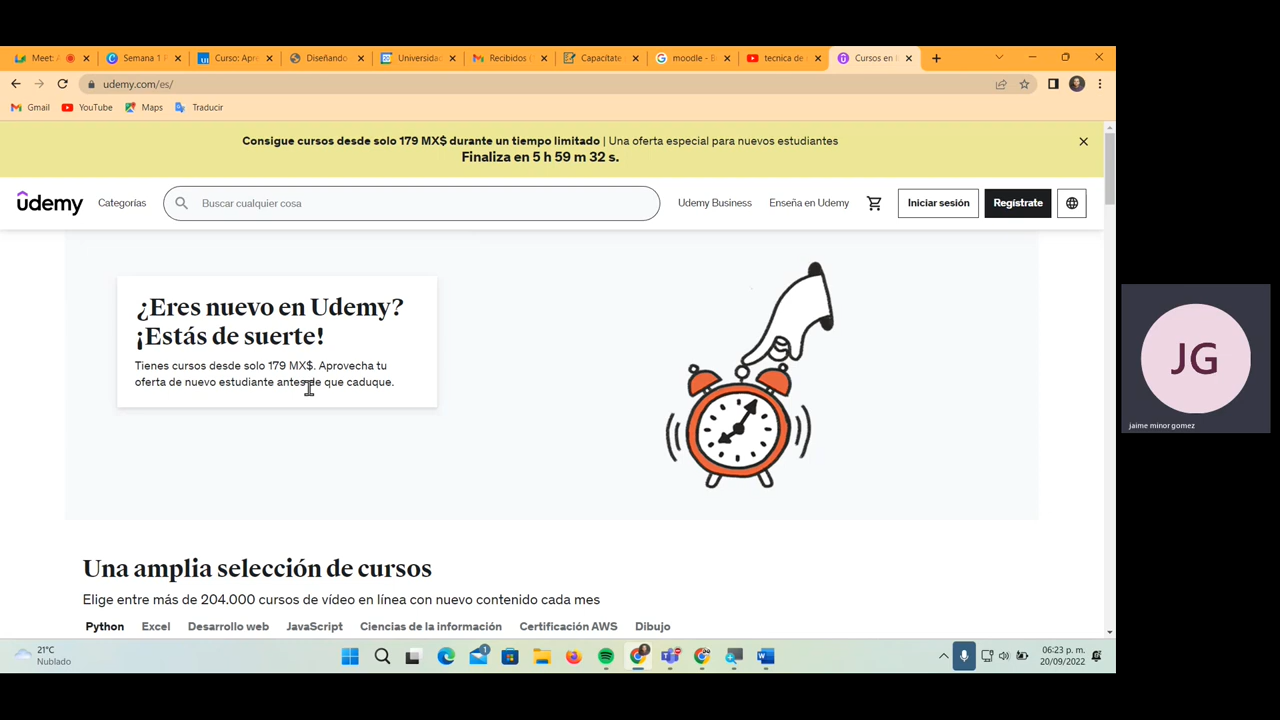 Meet:
Semana 1 P
Curso: Apre
Diseñando
Universidad
Recibidos
Capacítate
moodle - B
tecnica de
Cursos en l
udemy.com/es/
Gmail
YouTube
Maps
Traducir
Consigue cursos desde solo 179 MX$ durante un tiempo limitado | Una oferta especial para nuevos estudiantes
Finaliza en 5 h 59 m 32 s.
ûdemy
Categorías
Buscar cualquier cosa
Udemy Business
Enseña en Udemy
Iniciar sesión
Regístrate
¿Eres nuevo en Udemy?
¡Estás de suerte!
Tienes cursos desde solo 179 MX$. Aprovecha tu
oferta de nuevo estudiante antes de que caduque.
JG
jaime minor gomez
Una amplia selección de cursos
Elige entre más de 204.000 cursos de vídeo en línea con nuevo contenido cada mes
Python
Excel
Desarrollo web
JavaScript
Ciencias de la información
Certificación AWS
Dibujo
21°C
Nublado
06:23 p. m.
20/09/2022